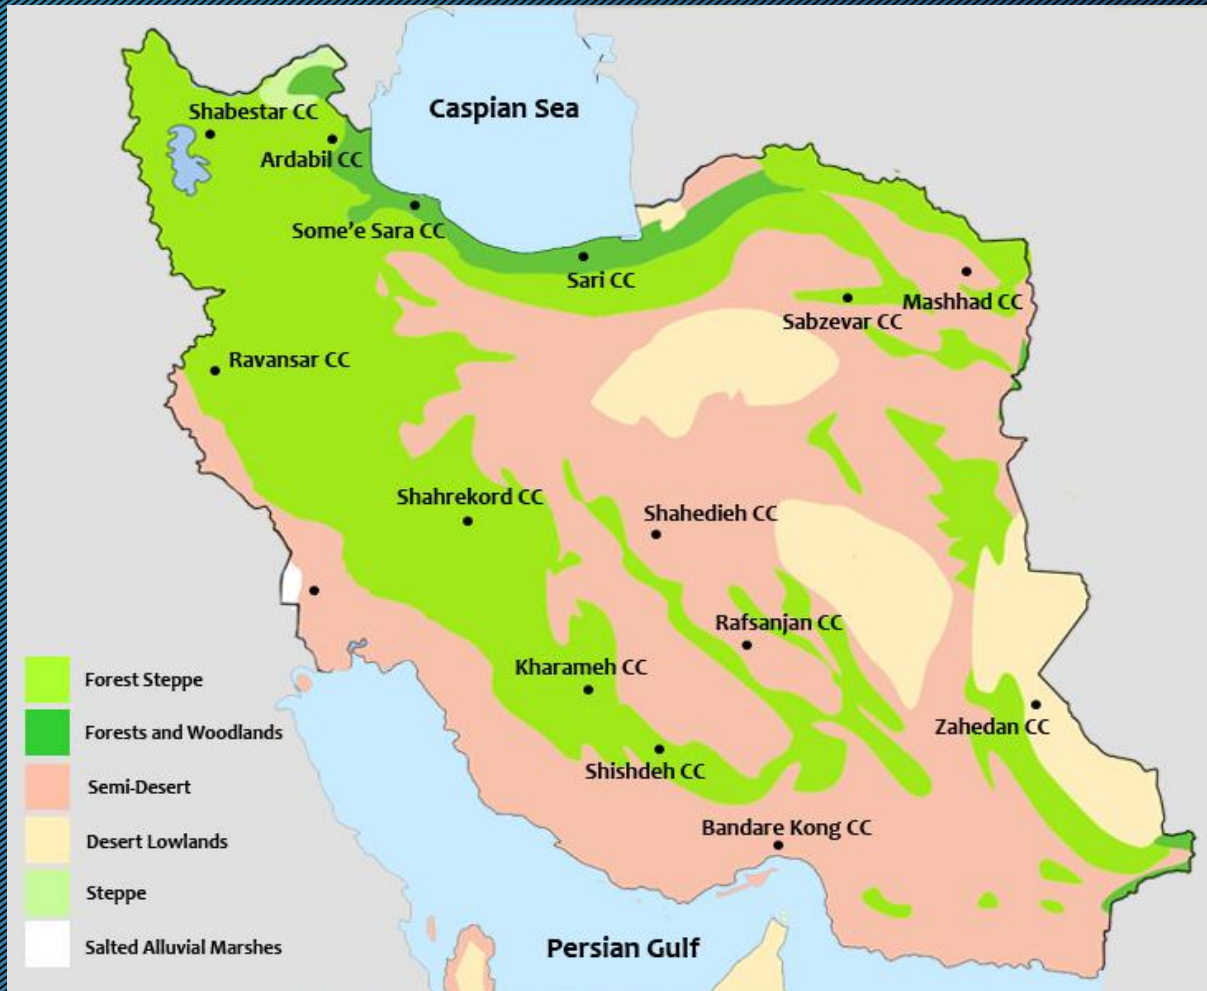 Caspian Sea
Shabestar CC
Ardabil CC
Some'e Sara CC
Sari CC
Mashhad CC
Sabzevar CC
Ravansar CC
Shahrekord CC
Shahedieh CC
Rafsanjan CC
Kharameh CC
Zahedan CC
Shishdeh CC
Bandare Kong CC
Persian Gulf
Forest Steppe
Forests and Woodlands
Semi-Desert
Desert Lowlands
Steppe
Salted Alluvial Marshes